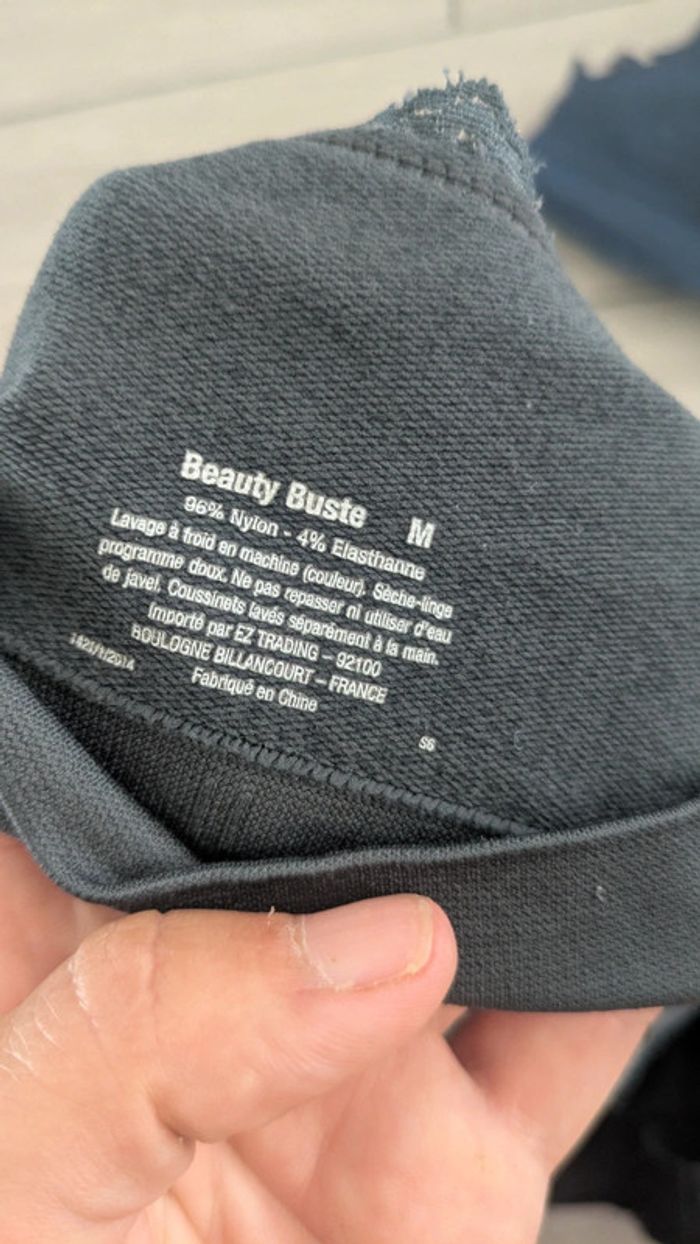 Beauty Buste M
96% Nylon - 4% Elasthanne
Lavage à froid en machine (couleur). Sèche-linge
programme doux. Ne pas repasser ni utiliser d'eau
de javel. Coussinets lavés séparément à la main.
Importé par EZ TRADING – 92100
BOULOGNE BILLANCOURT – FRANCE
Fabriqué en Chine
S6